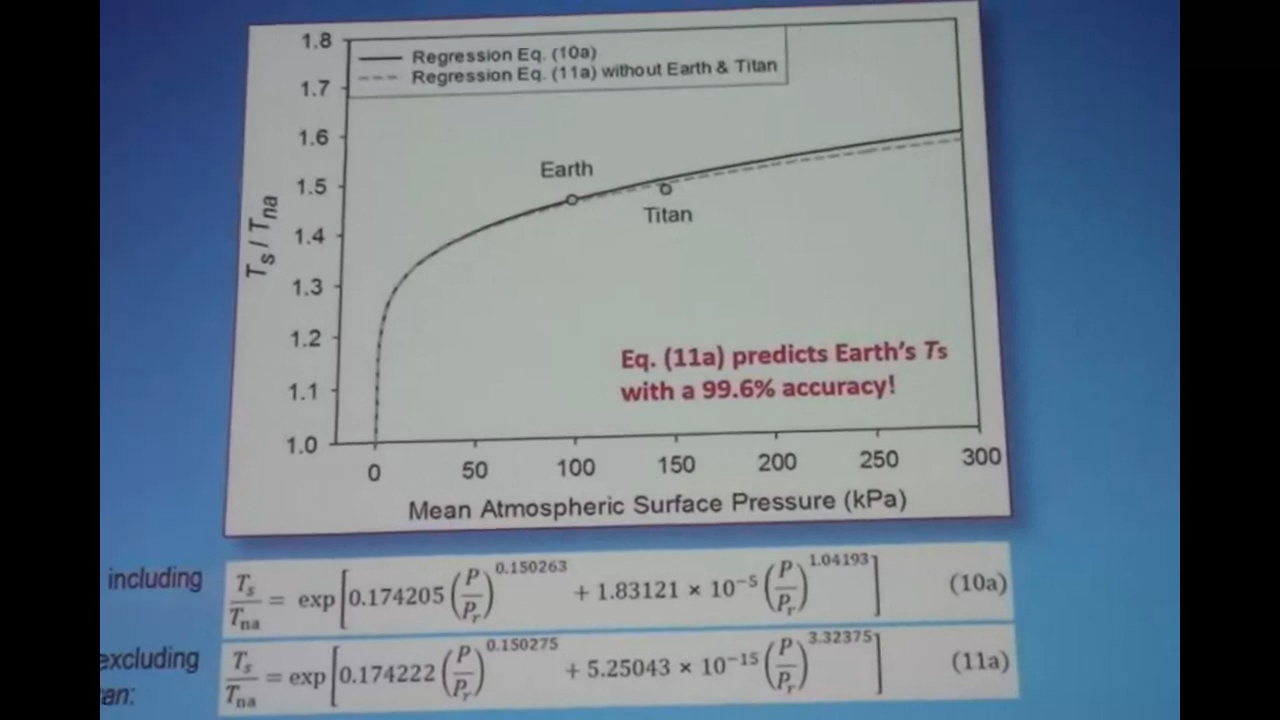 1.8
Regression Eq. (10a)
Regression Eq. (11a) without Earth & Titan
1.7
1.6
1.5
1.4
1.3
1.2
1.1
1.0
Ts / Tna
Earth
Titan
Eq. (11a) predicts Earth's Ts
with a 99.6% accuracy!
0 50 100 150 200 250 300
Mean Atmospheric Surface Pressure (kPa)
including
Ts/Tna = exp[0.174205 (P/Pr)^0.150263 + 1.83121 × 10^-5 (P/Pr)^1.04193] (10a)
excluding
an:
Ts/Tna = exp[0.174222 (P/Pr)^0.150275 + 5.25043 × 10^-15 (P/Pr)^3.32375] (11a)